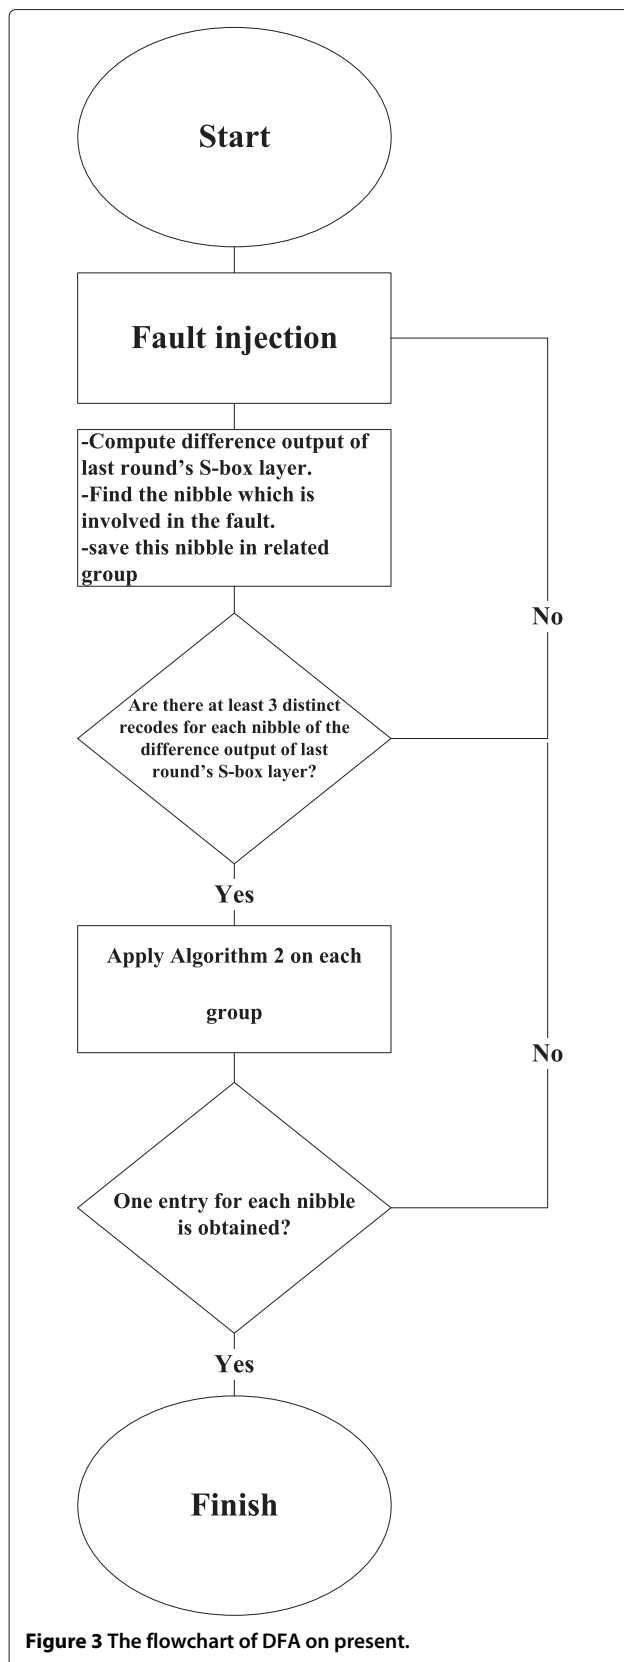 Start
Fault injection
-Compute difference output of
last round's S-box layer.
-Find the nibble which is
involved in the fault.
-save this nibble in related
group
No
Are there at least 3 distinct
recodes for each nibble of the
difference output of last
round's S-box layer?
Yes
Apply Algorithm 2 on each
group
No
One entry for each nibble
is obtained?
Yes
Finish
Figure 3 The flowchart of DFA on present.